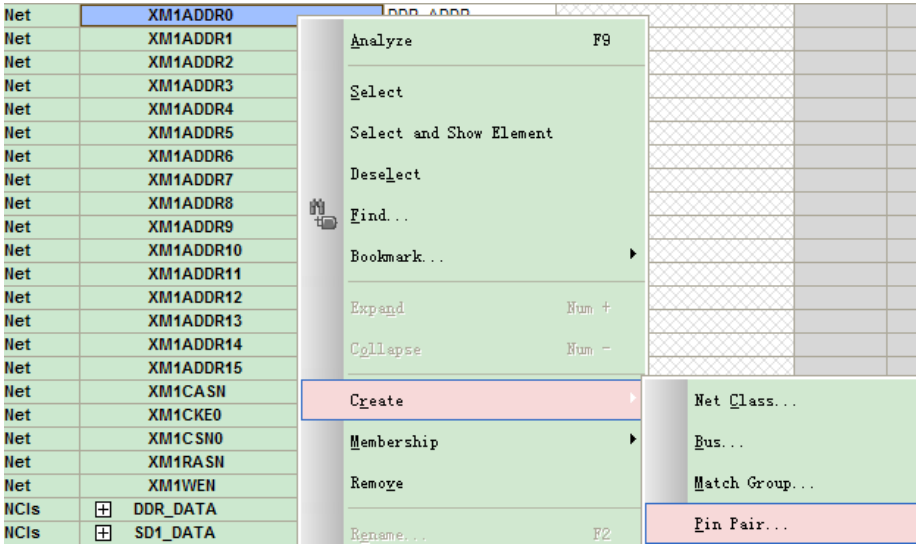 Net XM1ADDR0 DDR_ADDR
Net XM1ADDR1
Net XM1ADDR2
Net XM1ADDR3
Net XM1ADDR4
Net XM1ADDR5
Net XM1ADDR6
Net XM1ADDR7
Net XM1ADDR8
Net XM1ADDR9
Net XM1ADDR10
Net XM1ADDR11
Net XM1ADDR12
Net XM1ADDR13
Net XM1ADDR14
Net XM1ADDR15
Net XM1CASN
Net XM1CKE0
Net XM1CSN0
Net XM1RASN
Net XM1WEN
NCls DDR_DATA
NCls SD1_DATA
Analyze F9
Select
Select and Show Element
Deselect
Find...
Bookmark...
Expand Num +
Collapse Num -
Create
Membership
Remove
Rename... F2
Net Class...
Bus...
Match Group...
Pin Pair...